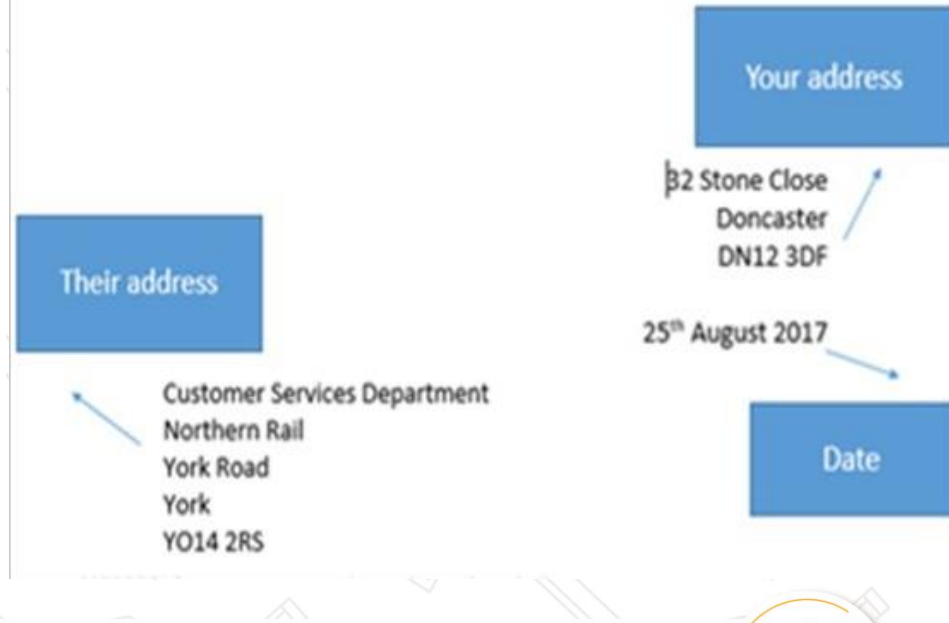 Your address
32 Stone Close
Doncaster
DN12 3DF
Their address
25th August 2017
Customer Services Department
Northern Rail
York Road
York
YO14 2RS
Date